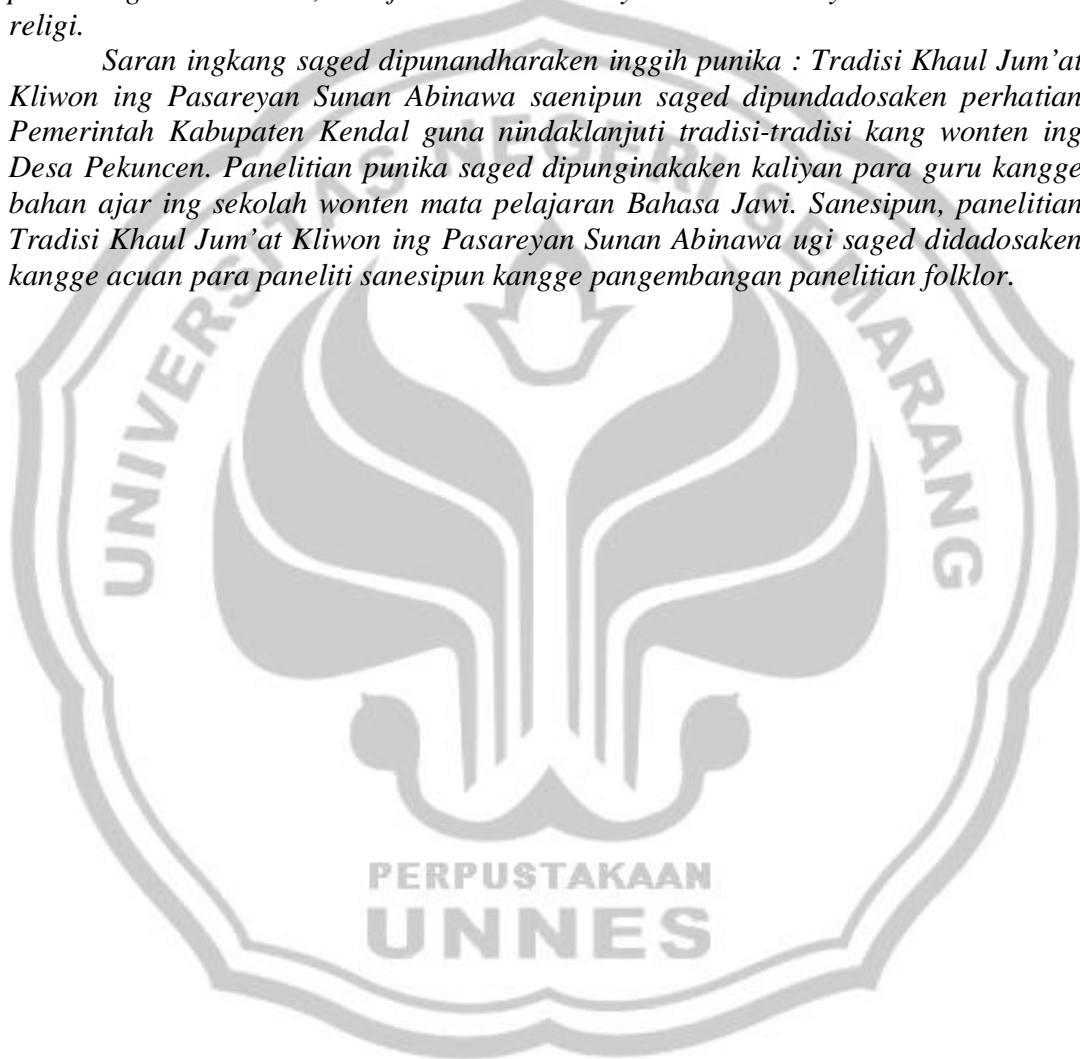 religi.
Saran ingkang saged dipunandharaken inggih punika : Tradisi Khaul Jum’at
Kliwon ing Pasareyan Sunan Abinawa saenipun saged dipundadosaken perhatian
Pemerintah Kabupaten Kendal guna nindaklanjuti tradisi-tradisi kang wonten ing
Desa Pekuncen. Panelitian punika saged dipunginakaken kaliyan para guru kangge
bahan ajar ing sekolah wonten mata pelajaran Bahasa Jawi. Sanesipun, panelitian
Tradisi Khaul Jum’at Kliwon ing Pasareyan Sunan Abinawa ugi saged didadosaken
kangge acuan para paneliti sanesipun kangge pangembangan panelitian folklor.
UNIVERSITAS NEGERI SEMARANG
PERPUSTAKAAN
UNNES